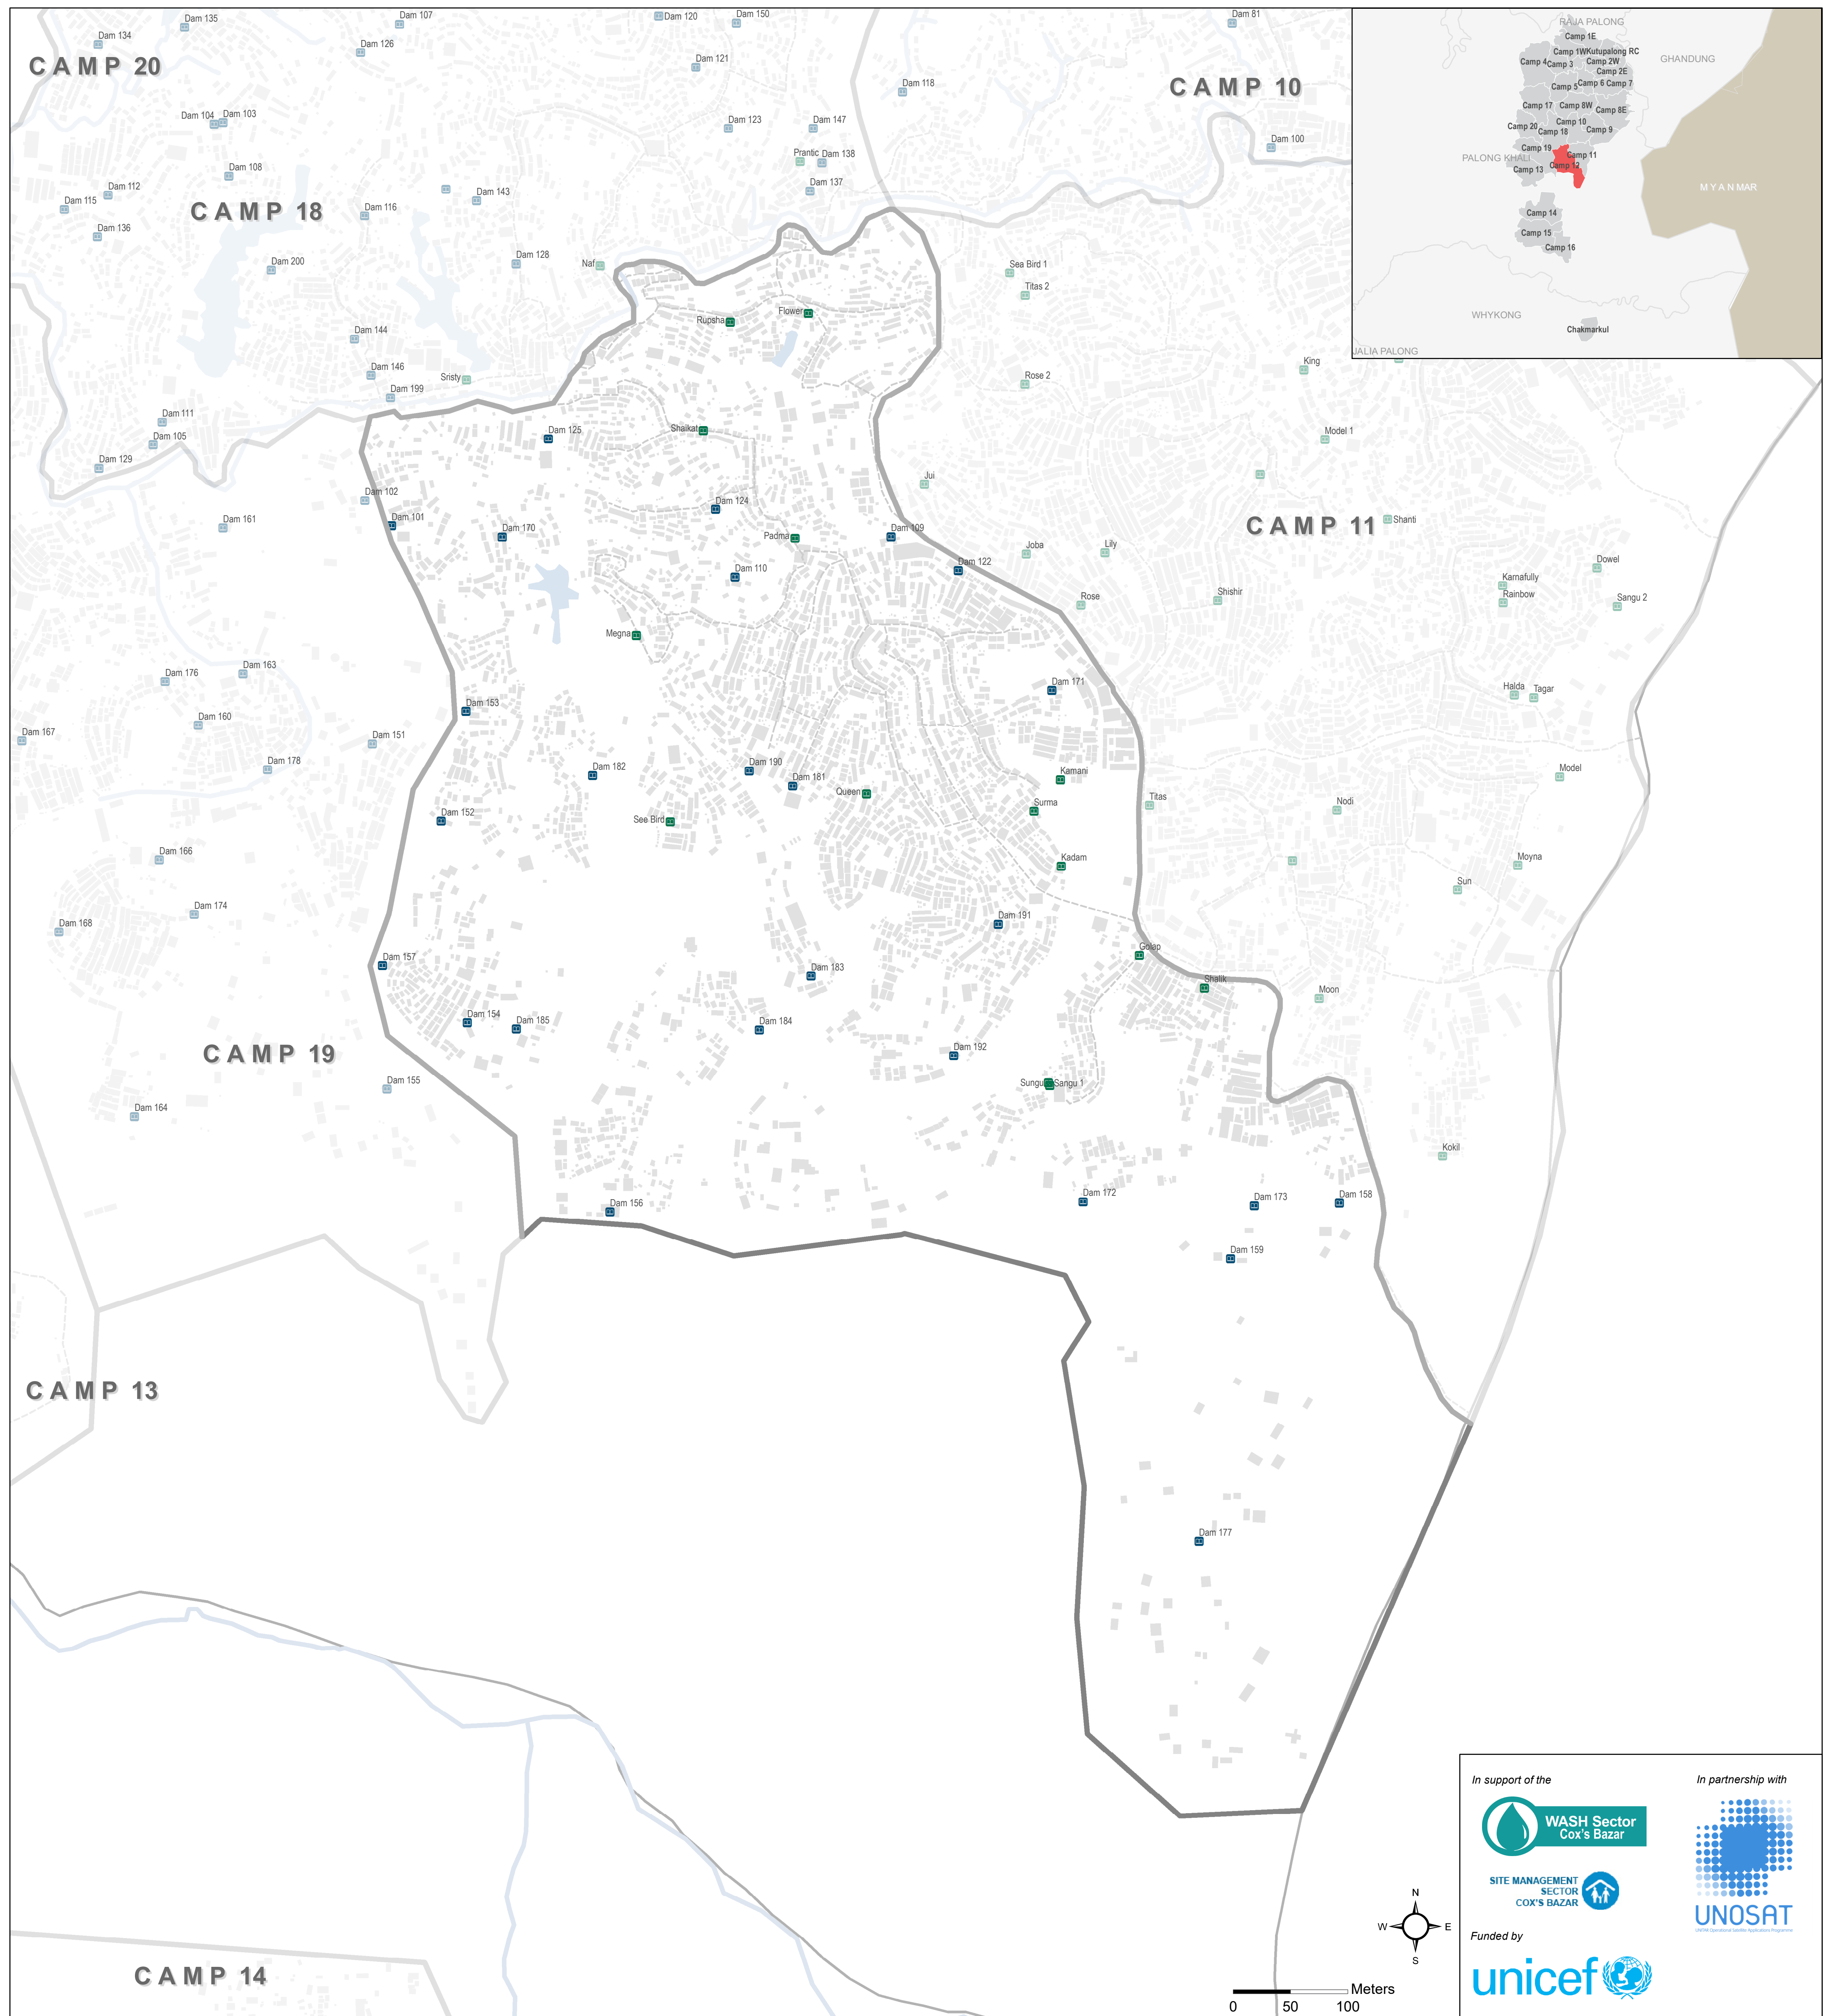 Dam 135
Dam 107
Dam 120
Dam 150
Dam 81
Dam 134
Dam 126
CAMP 20
Dam 121
CAMP 10
Dam 118
Dam 104
Dam 103
Dam 123
Dam 147
Dam 100
Prantic
Dam 138
Dam 108
Dam 112
Dam 143
Dam 137
Dam 115
CAMP 18
Dam 116
Dam 136
Dam 200
Dam 128
Naf
Sea Bird 1
Titas 2
Rupsha
Flower
Dam 144
Dam 146
Sristy
Dam 199
Rose 2
King
Dam 111
Dam 105
Dam 125
Shalkat
Model 1
Dam 129
Dam 102
Jui
Dam 161
Dam 101
Dam 170
Dam 124
Padma
Dam 109
CAMP 11
Shanti
Dam 110
Dam 122
Joba
Lily
Dowel
Karnafully
Rainbow
Sangu 2
Rose
Shishir
Megna
Dam 163
Dam 176
Dam 171
Halda
Tagar
Dam 153
Dam 160
Dam 167
Dam 151
Dam 178
Dam 182
Dam 190
Dam 181
Queen
Kamani
Model
Surma
Titas
Nodi
Dam 152
See Bird
Dam 166
Kadam
Moyna
Sun
Dam 174
Dam 168
Dam 191
Golap
Dam 157
Dam 183
Shalik
Moon
Dam 154
Dam 185
Dam 184
CAMP 19
Dam 192
Dam 155
Sungu
Sangu 1
Dam 164
Kokil
Dam 156
Dam 172
Dam 173
Dam 158
Dam 159
CAMP 13
Dam 177
CAMP 14
RAJA PALONG
Camp 1E
Camp 1W
Kutupalong RC
GHANDUNG
Camp 4
Camp 3
Camp 2W
Camp 2E
Camp 5
Camp 6
Camp 7
Camp 17
Camp 8W
Camp 8E
Camp 20
Camp 10
Camp 18
Camp 9
Camp 19
Camp 11
PALONG KHALI
Camp 12
Camp 13
MYANMAR
Camp 14
Camp 15
Camp 16
WHYKONG
Chakmarkul
JALIA PALONG
In support of the
In partnership with
WASH Sector
Cox's Bazar
SITE MANAGEMENT
SECTOR
COX'S BAZAR
UNOSAT
Funded by
unicef
N
W
E
S
Meters
0 50 100